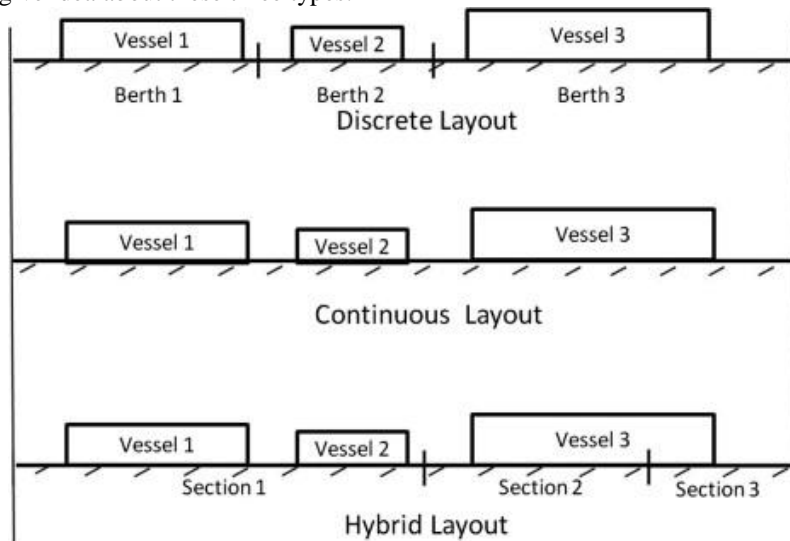 Vessel 1 Vessel 2 Vessel 3
Berth 1 Berth 2 Berth 3
Discrete Layout
Vessel 1 Vessel 2 Vessel 3
Continuous Layout
Vessel 1 Vessel 2 Vessel 3
Section 1 Section 2 Section 3
Hybrid Layout